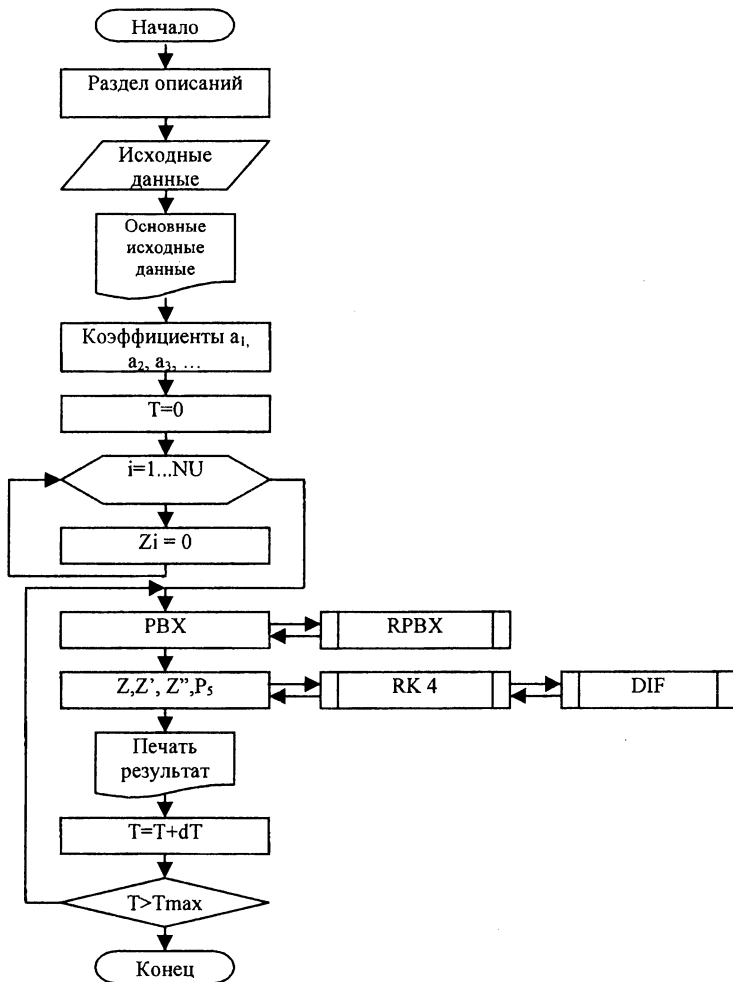 Начало
Раздел описаний
Исходные
данные
Основные
исходные
данные
Коэффициенты a₁,
a₂, a₃, ...
T=0
i=1...NU
Zi = 0
PBX
RPBX
Z,Z’, Z”,P₅
RK 4
DIF
Печать
результат
T=T+dT
T>Tmax
Конец